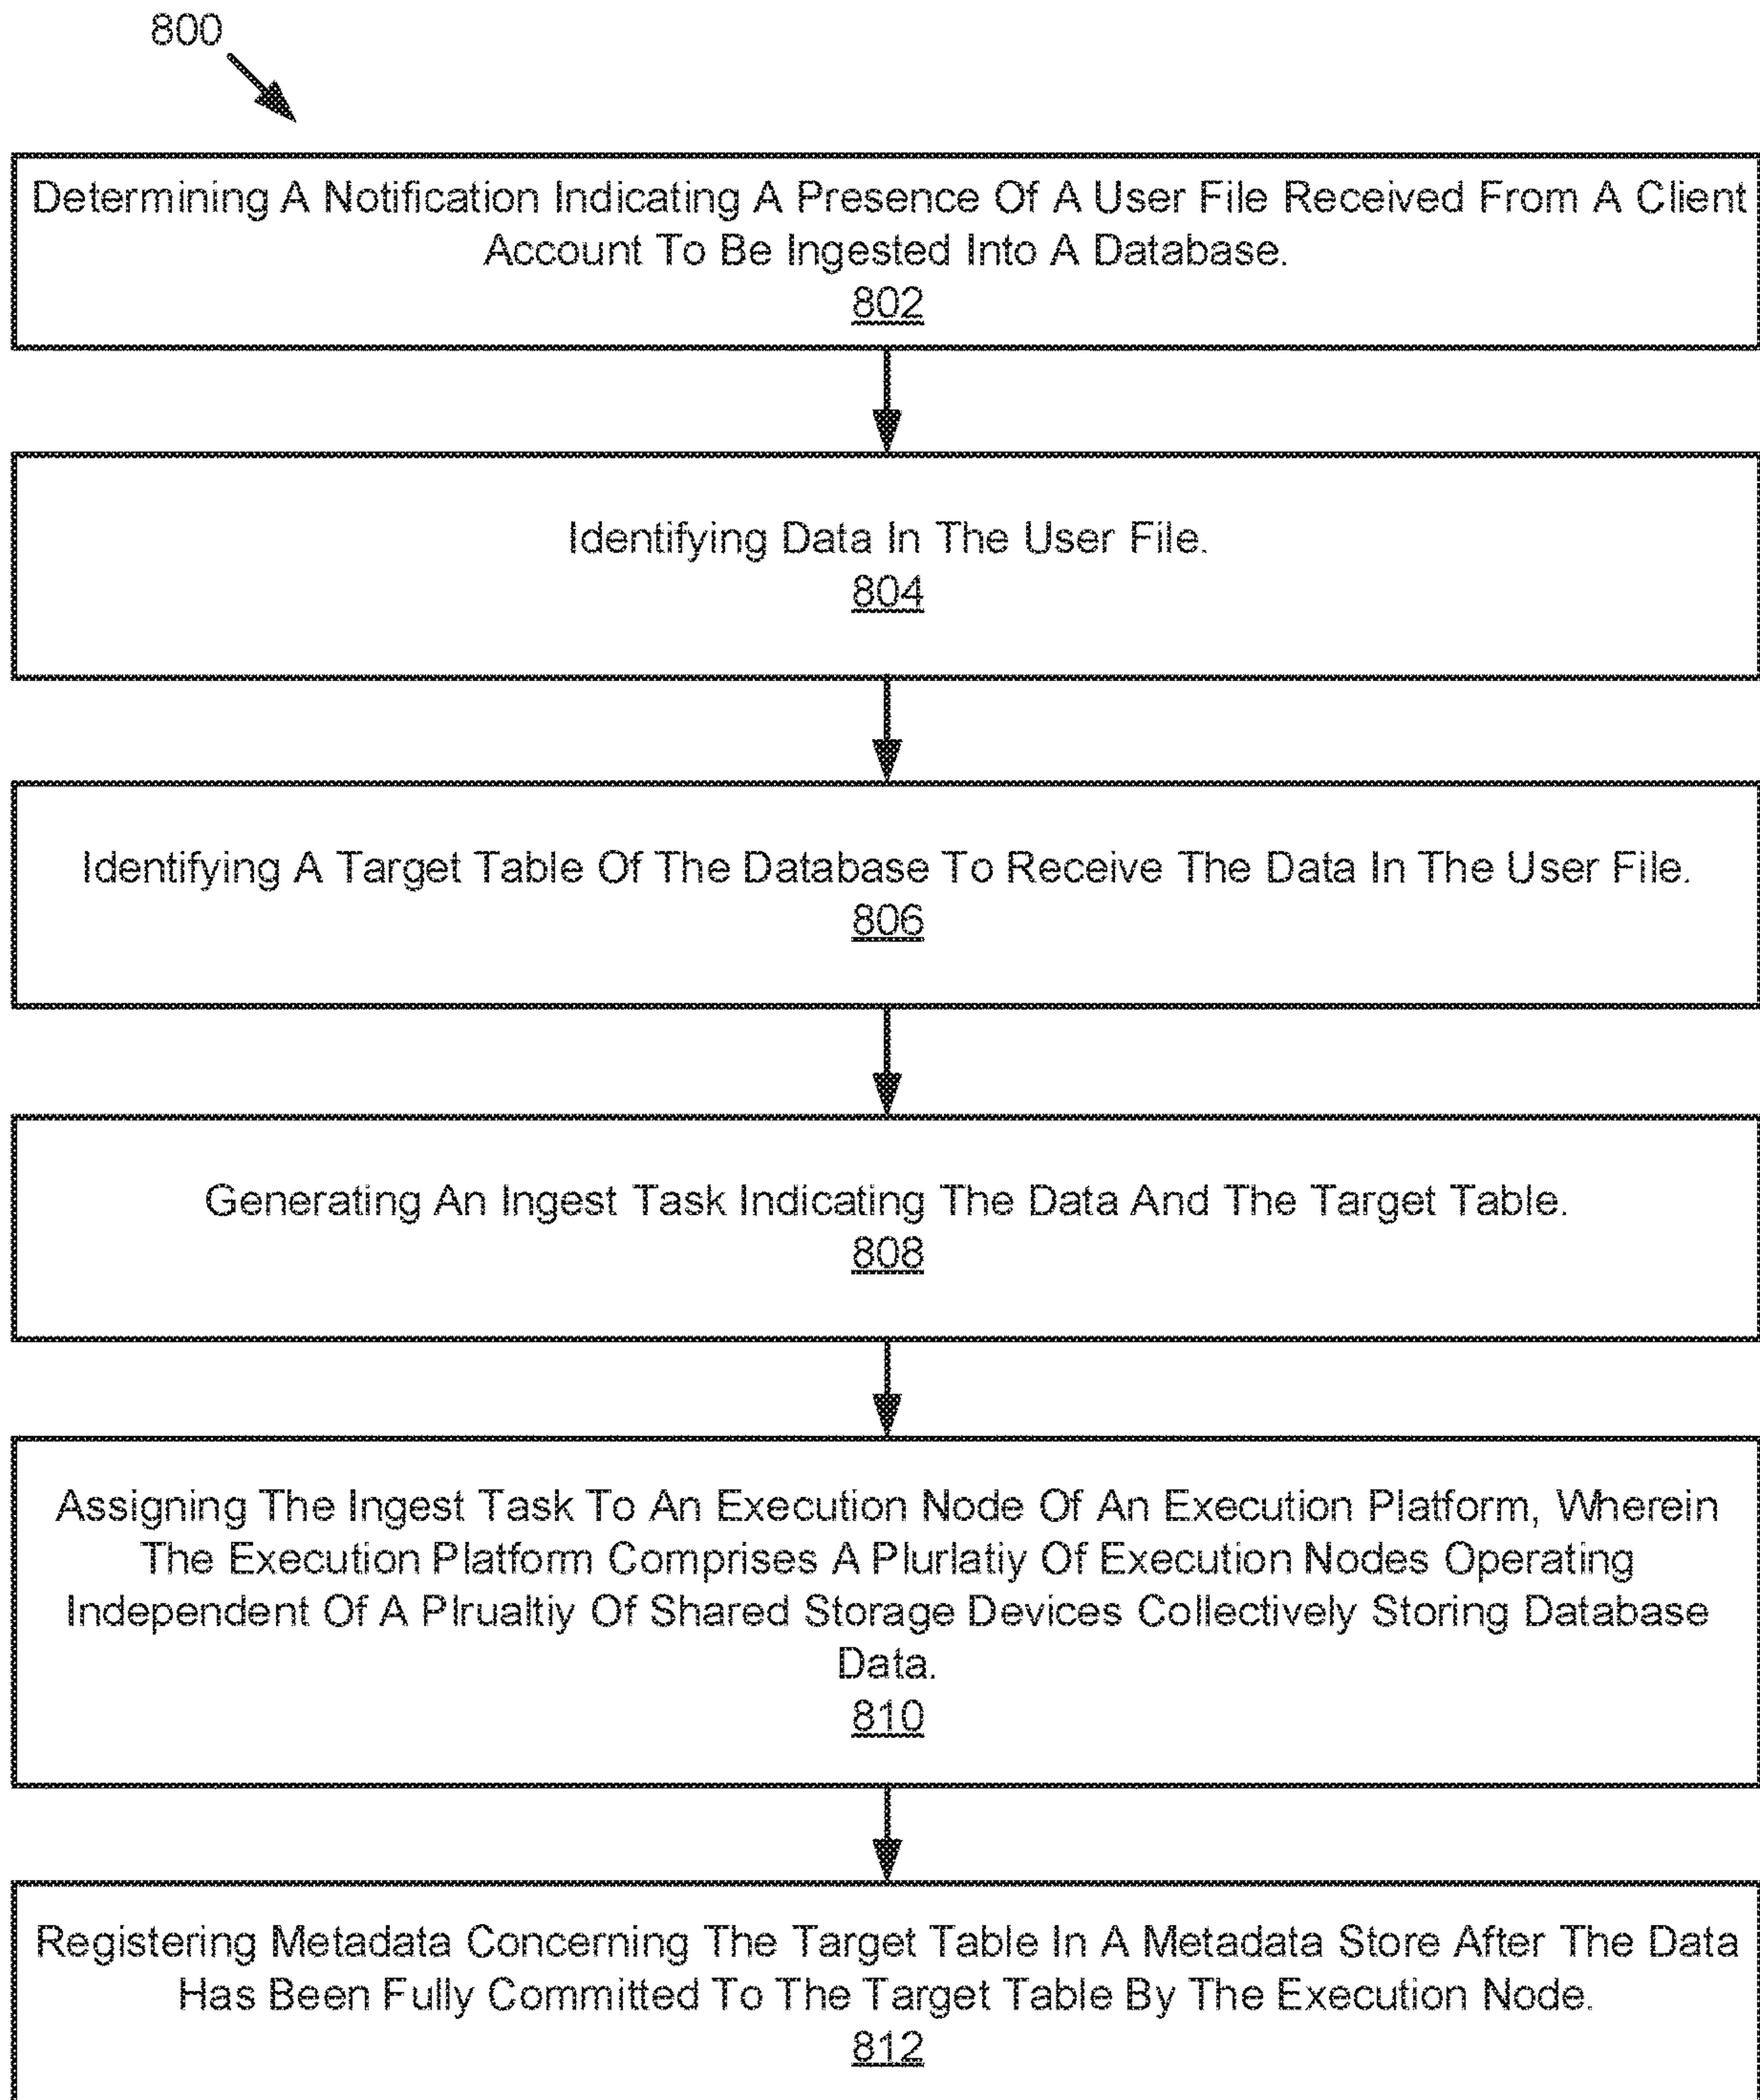 800
Determining A Notification Indicating A Presence Of A User File Received From A Client
Account To Be Ingested Into A Database.
802
Identifying Data In The User File.
804
Identifying A Target Table Of The Database To Receive The Data In The User File.
806
Generating An Ingest Task Indicating The Data And The Target Table.
808
Assigning The Ingest Task To An Execution Node Of An Execution Platform, Wherein
The Execution Platform Comprises A Plurlatiy Of Execution Nodes Operating
Independent Of A Plrualtiy Of Shared Storage Devices Collectively Storing Database
Data.
810
Registering Metadata Concerning The Target Table In A Metadata Store After The Data
Has Been Fully Committed To The Target Table By The Execution Node.
812